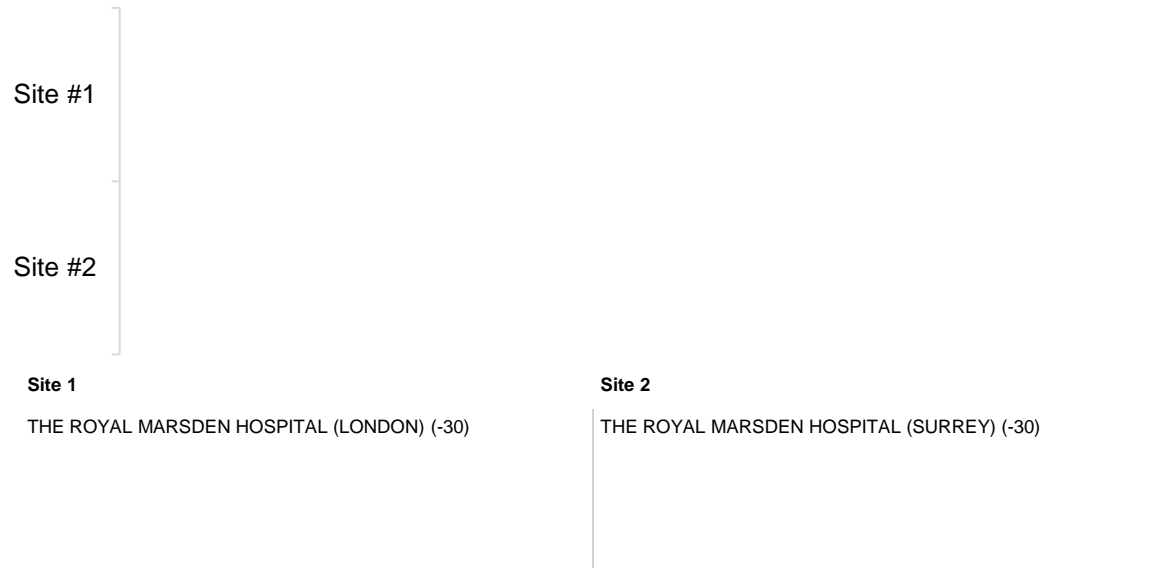 Site #1
Site #2
Site 1
Site 2
THE ROYAL MARSDEN HOSPITAL (LONDON) (-30)
THE ROYAL MARSDEN HOSPITAL (SURREY) (-30)